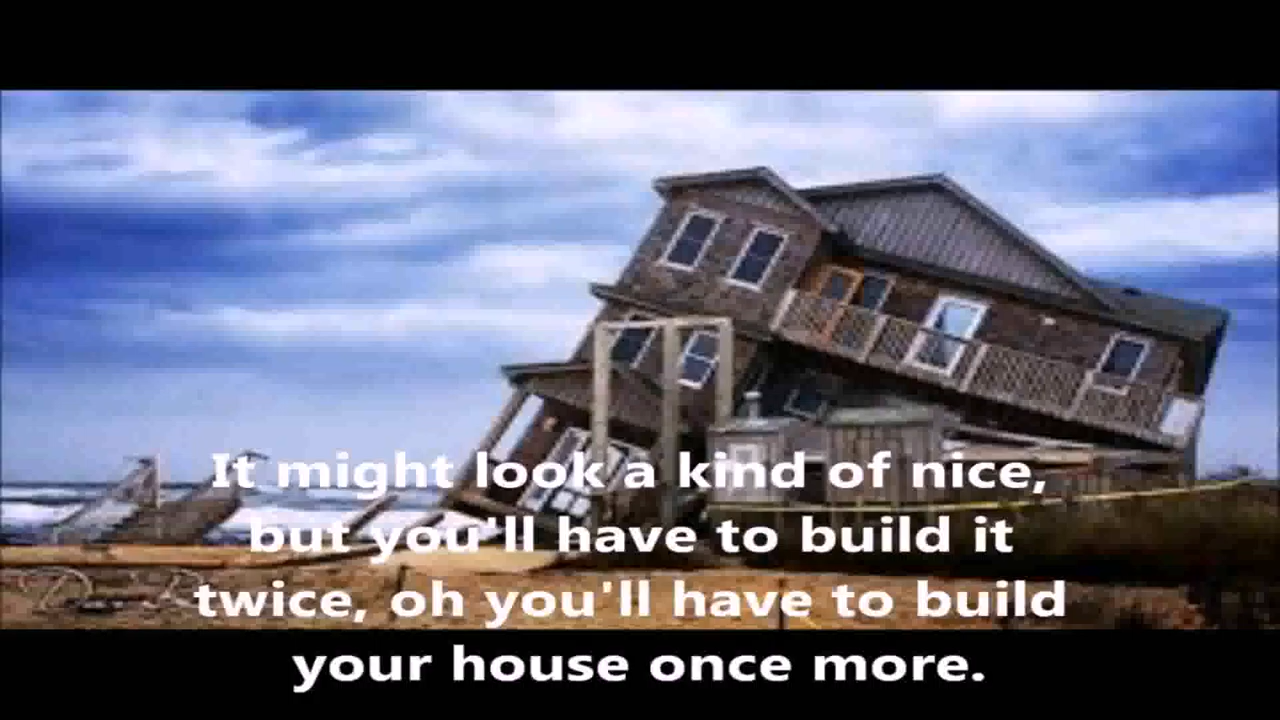 It might look a kind of nice,
but you'll have to build it
twice, oh you'll have to build
your house once more.